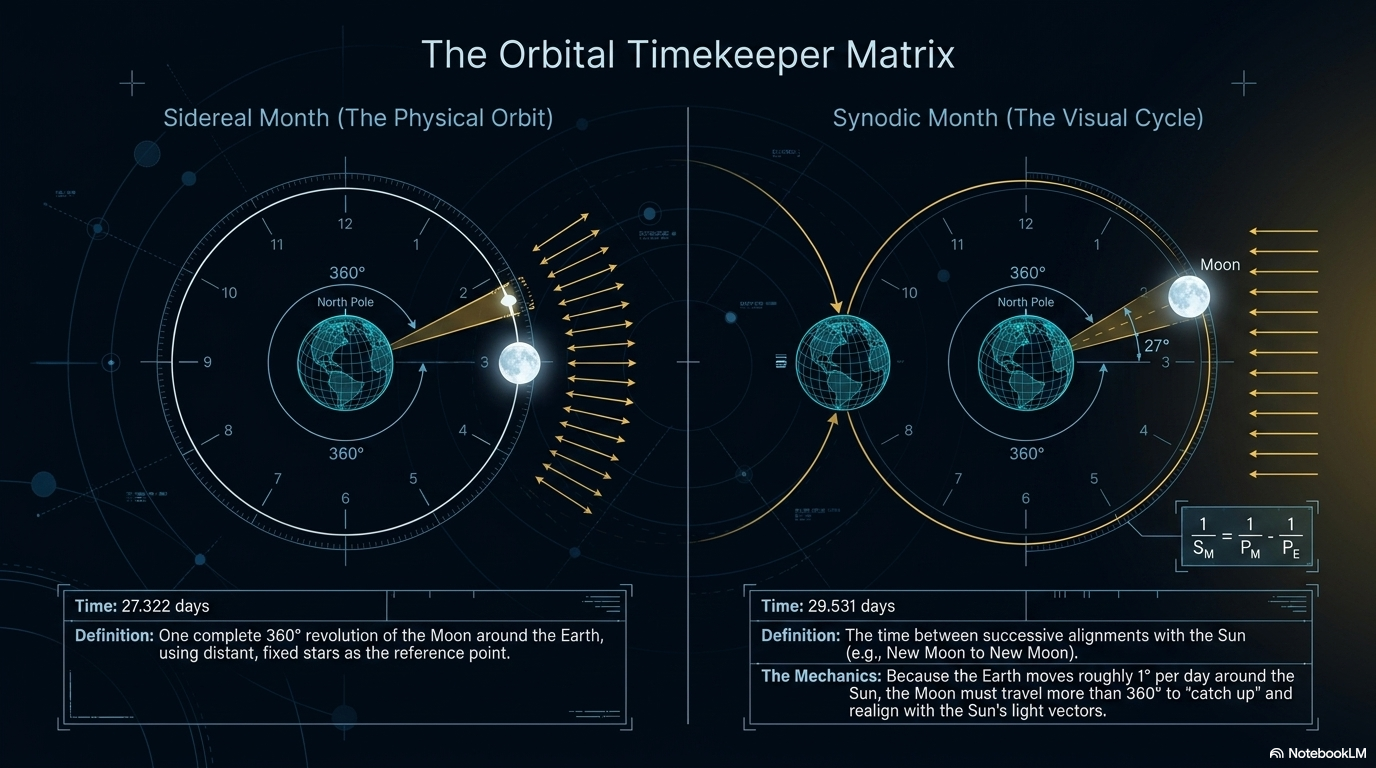 The Orbital Timekeeper Matrix
Sidereal Month (The Physical Orbit)
12
1
2
3
4
5
6
7
8
9
10
11
360°
North Pole
360°
Time: 27.322 days
Definition: One complete 360° revolution of the Moon around the Earth,
using distant, fixed stars as the reference point.
Synodic Month (The Visual Cycle)
12
1
2
3
4
5
6
7
8
10
11
360°
North Pole
360°
Moon
27°
1/S_M = 1/P_M - 1/P_E
Time: 29.531 days
Definition: The time between successive alignments with the Sun
(e.g., New Moon to New Moon).
The Mechanics: Because the Earth moves roughly 1° per day around the
Sun, the Moon must travel more than 360° to "catch up" and
realign with the Sun's light vectors.
NotebookLM